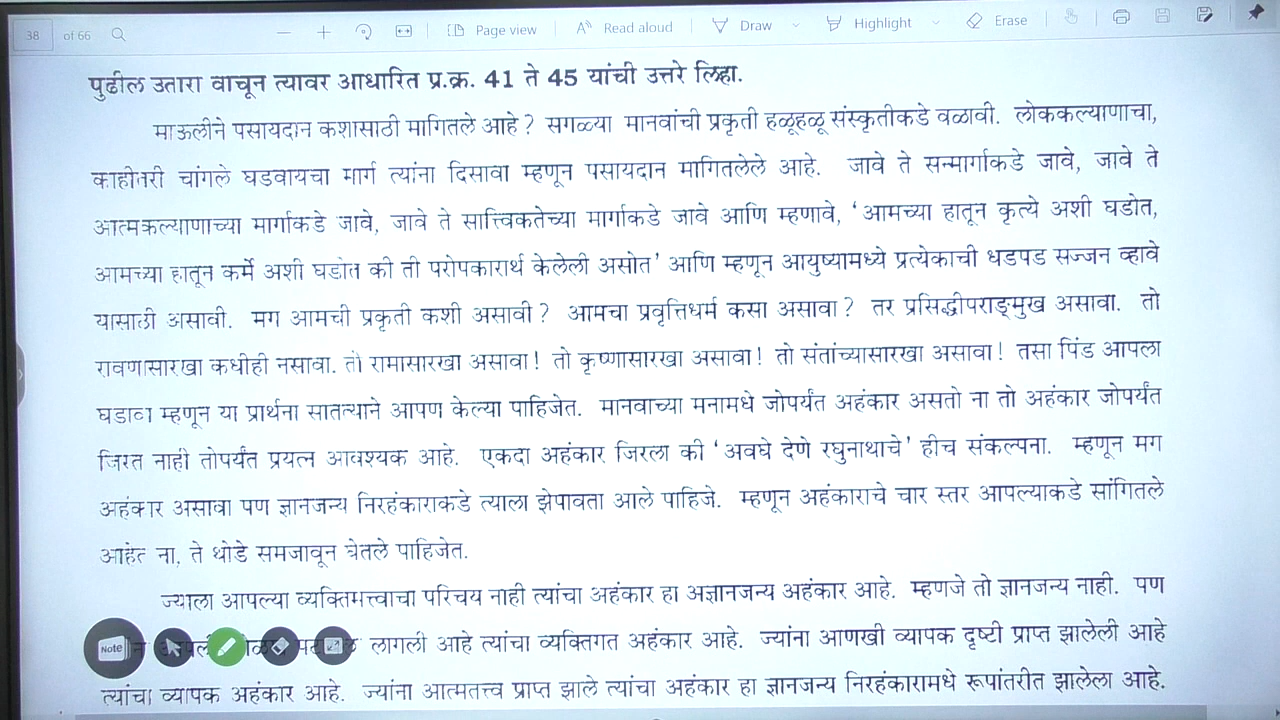 38 of 66 Page view Read aloud Draw Highlight Erase
पुढील उतारा वाचून त्यावर आधारित प्र.क्र. 41 ते 45 यांची उत्तरे लिहा.
माऊलीने पसायदान कशासाठी मागितले आहे ? सगळ्या मानवांची प्रकृती हळूहळू संस्कृतीकडे वळावी. लोककल्याणाचा,
काहीतरी चांगले घडवायचा मार्ग त्यांना दिसावा म्हणून पसायदान मागितलेले आहे. जावे ते सन्मार्गाकडे जावे, जावे ते
आत्मकल्याणाच्या मार्गाकडे जावे, जावे ते सात्त्विकतेच्या मार्गाकडे जावे आणि म्हणावे, ‘आमच्या हातून कृत्ये अशी घडोत,
आमच्या हातून कर्मे अशी घडोत की ती परोपकारार्थ केलेली असोत’ आणि म्हणून आयुष्यामध्ये प्रत्येकाची धडपड सज्जन व्हावे
यासाठी असावी. मग आमची प्रकृती कशी असावी ? आमचा प्रवृत्तिधर्म कसा असावा ? तर प्रसिद्धीपराङ्मुख असावा. तो
रावणासारखा कधीही नसावा. तो रामासारखा असावा ! तो कृष्णासारखा असावा ! तो संतांच्यासारखा असावा ! तसा पिंड आपला
घडावा म्हणून या प्रार्थना सातत्याने आपण केल्या पाहिजेत. मानवाच्या मनामधे जोपर्यंत अहंकार असतो ना तो अहंकार जोपर्यंत
जिरत नाही तोपर्यंत प्रयत्न आवश्यक आहे. एकदा अहंकार जिरला की ‘अवघे देणे रघुनाथाचे’ हीच संकल्पना. म्हणून मग
अहंकार असावा पण ज्ञानजन्य निरहंकाराकडे त्याला झेपावता आले पाहिजे. म्हणून अहंकाराचे चार स्तर आपल्याकडे सांगितले
आहेत ना, ते थोडे समजावून घेतले पाहिजेत.
ज्याला आपल्या व्यक्तिमत्त्वाचा परिचय नाही त्यांचा अहंकार हा अज्ञानजन्य अहंकार आहे. म्हणजे तो ज्ञानजन्य नाही. पण
Note लागली आहे त्यांचा व्यक्तिगत अहंकार आहे. ज्यांना आणखी व्यापक दृष्टी प्राप्त झालेली आहे
त्यांचा व्यापक अहंकार आहे. ज्यांना आत्मतत्त्व प्राप्त झाले त्यांचा अहंकार हा ज्ञानजन्य निरहंकारामधे रूपांतरीत झालेला आहे.